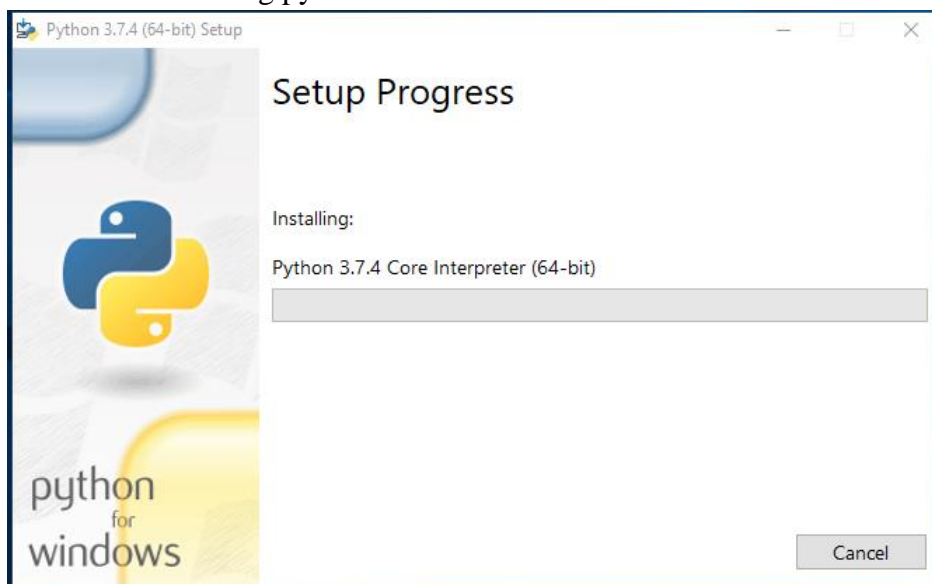 g py
Python 3.7.4 (64-bit) Setup
Setup Progress
Installing:
Python 3.7.4 Core Interpreter (64-bit)
python
for
windows
Cancel